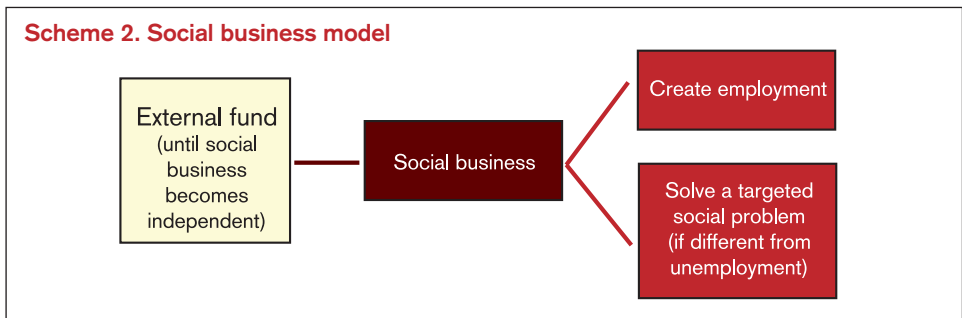 Scheme 2. Social business model
External fund
(until social
business
becomes
independent)
Social business
Create employment
Solve a targeted
social problem
(if different from
unemployment)